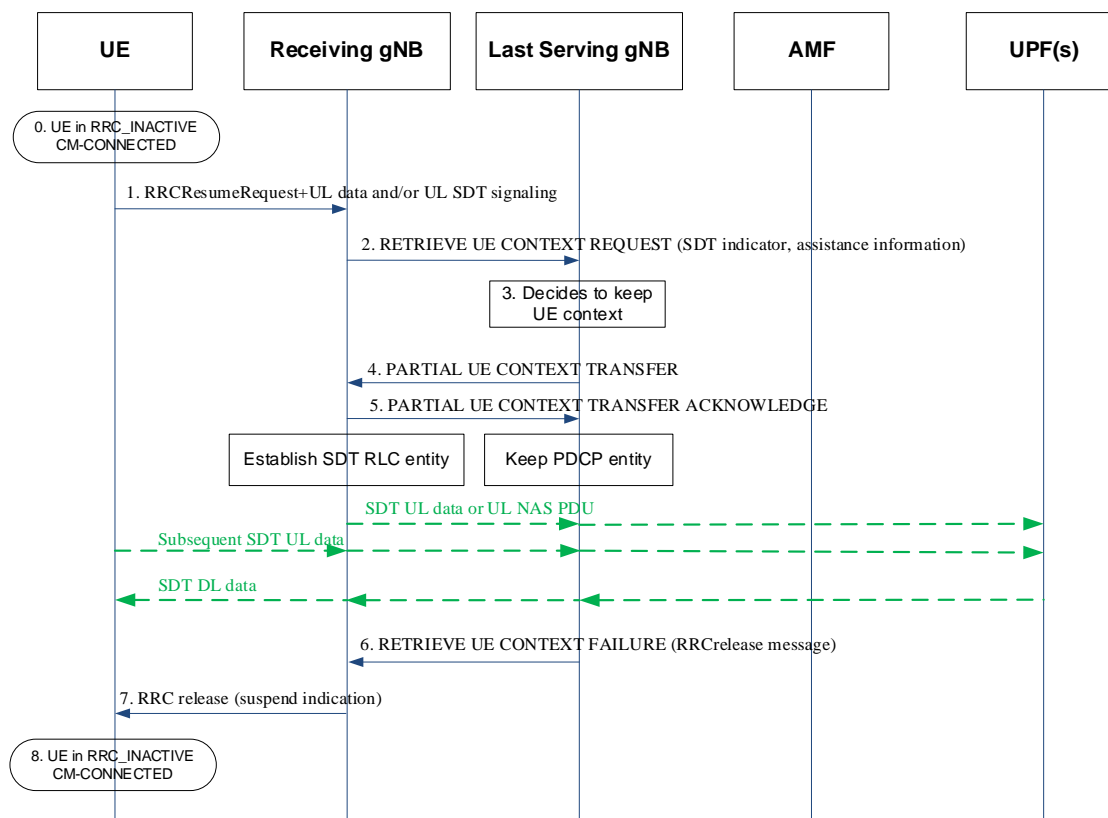 UE
Receiving gNB
Last Serving gNB
AMF
UPF(s)
0. UE in RRC_INACTIVE
CM-CONNECTED
1. RRCResumeRequest+UL data and/or UL SDT signaling
2. RETRIEVE UE CONTEXT REQUEST (SDT indicator, assistance information)
3. Decides to keep
UE context
4. PARTIAL UE CONTEXT TRANSFER
5. PARTIAL UE CONTEXT TRANSFER ACKNOWLEDGE
Establish SDT RLC entity
Keep PDCP entity
SDT UL data or UL NAS PDU
Subsequent SDT UL data
SDT DL data
6. RETRIEVE UE CONTEXT FAILURE (RRCrelease message)
7. RRC release (suspend indication)
8. UE in RRC_INACTIVE
CM-CONNECTED